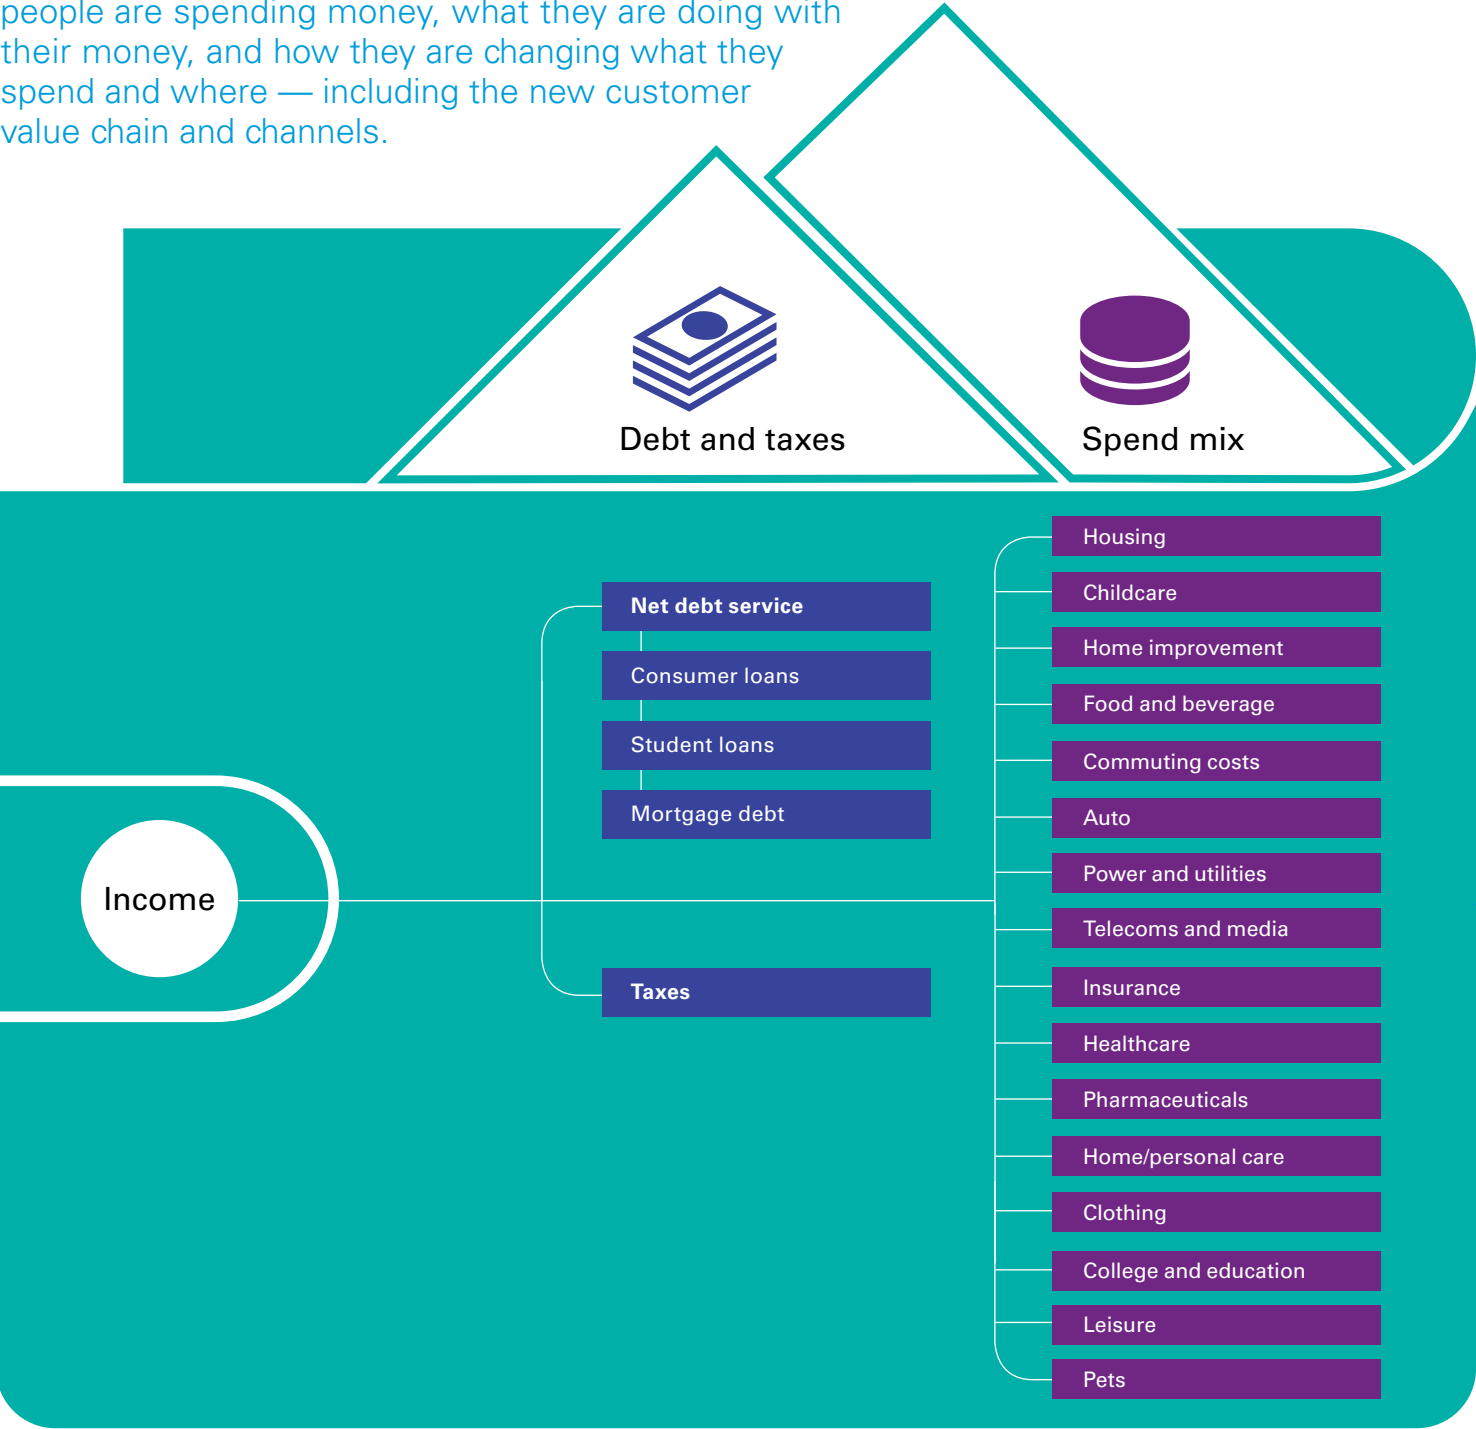 people are spending money, what they are doing with
their money, and how they are changing what they
spend and where — including the new customer
value chain and channels.
Debt and taxes
Spend mix
Income
Net debt service
Consumer loans
Student loans
Mortgage debt
Taxes
Housing
Childcare
Home improvement
Food and beverage
Commuting costs
Auto
Power and utilities
Telecoms and media
Insurance
Healthcare
Pharmaceuticals
Home/personal care
Clothing
College and education
Leisure
Pets